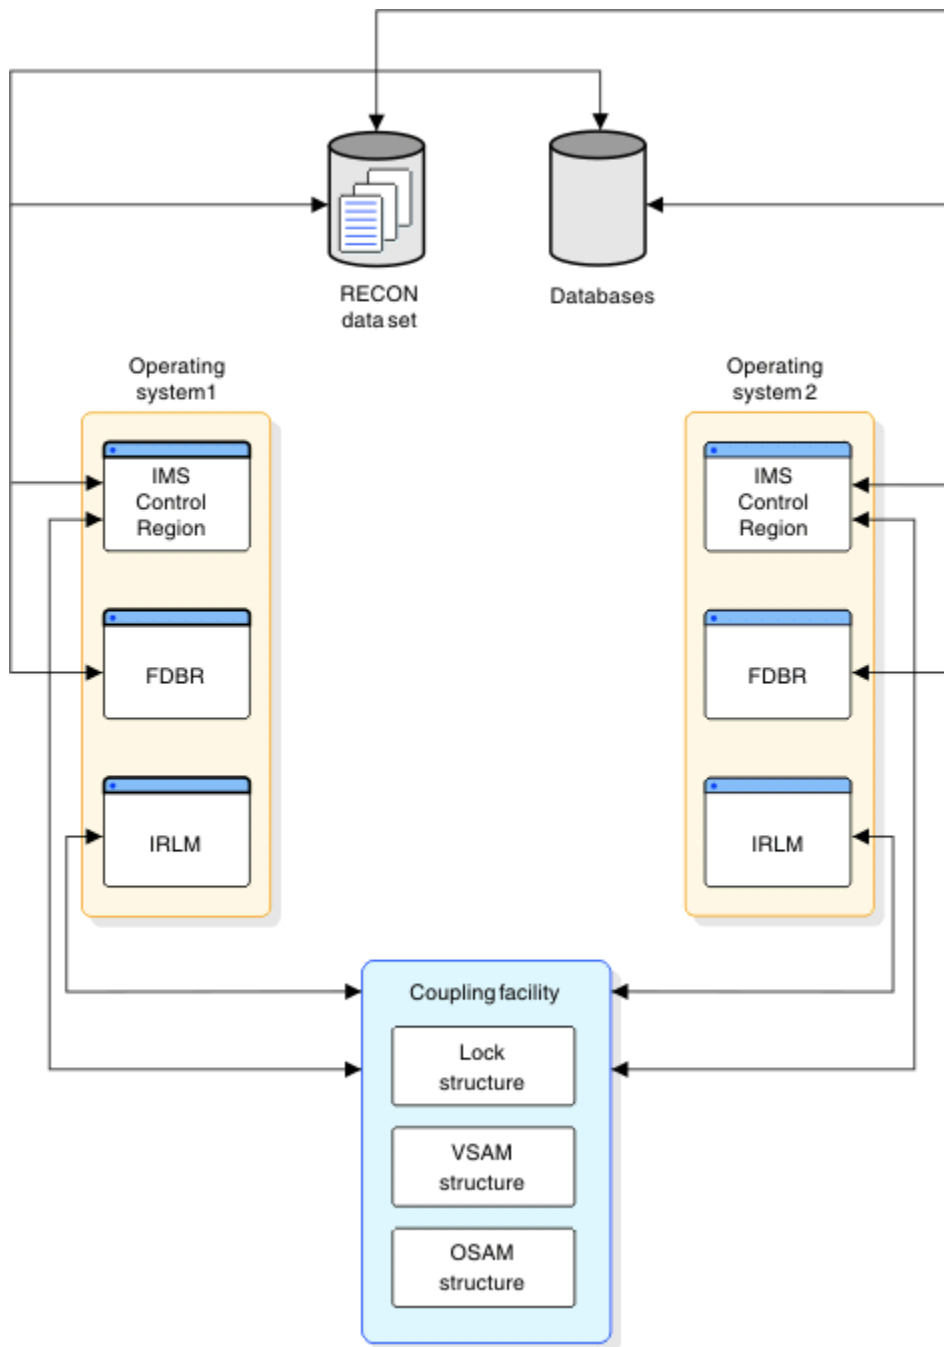 RECON
data set
Databases
Operating
system1
Operating
system 2
IMS
Control
Region
IMS
Control
Region
FDBR
FDBR
IRLM
IRLM
Coupling facility
Lock
structure
VSAM
structure
OSAM
structure